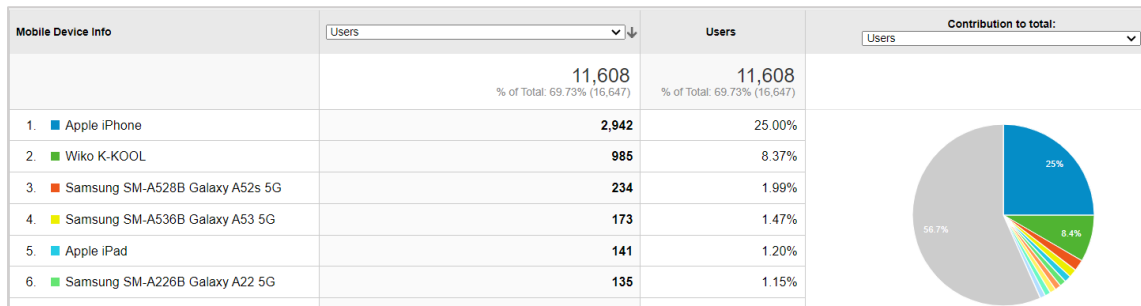 Mobile Device Info
Users
Users
Contribution to total:
Users
11,608
% of Total: 69.73% (16,647)
11,608
% of Total: 69.73% (16,647)
1. Apple iPhone 2,942 25.00%
2. Wiko K-KOOL 985 8.37%
3. Samsung SM-A528B Galaxy A52s 5G 234 1.99%
4. Samsung SM-A536B Galaxy A53 5G 173 1.47%
5. Apple iPad 141 1.20%
6. Samsung SM-A226B Galaxy A22 5G 135 1.15%
25%
8.4%
56.7%